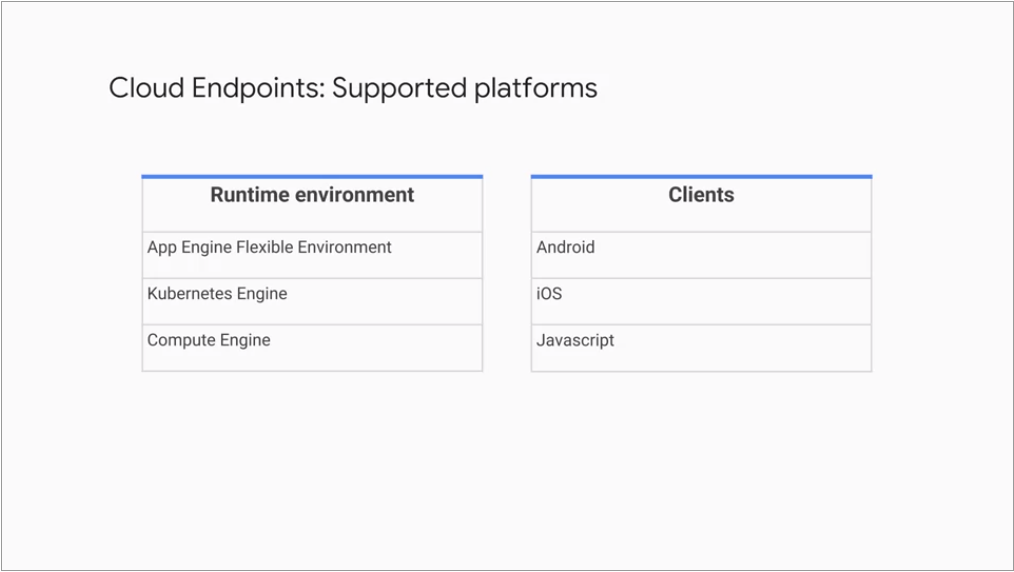 Cloud Endpoints: Supported platforms
Runtime environment
App Engine Flexible Environment
Kubernetes Engine
Compute Engine
Clients
Android
iOS
Javascript